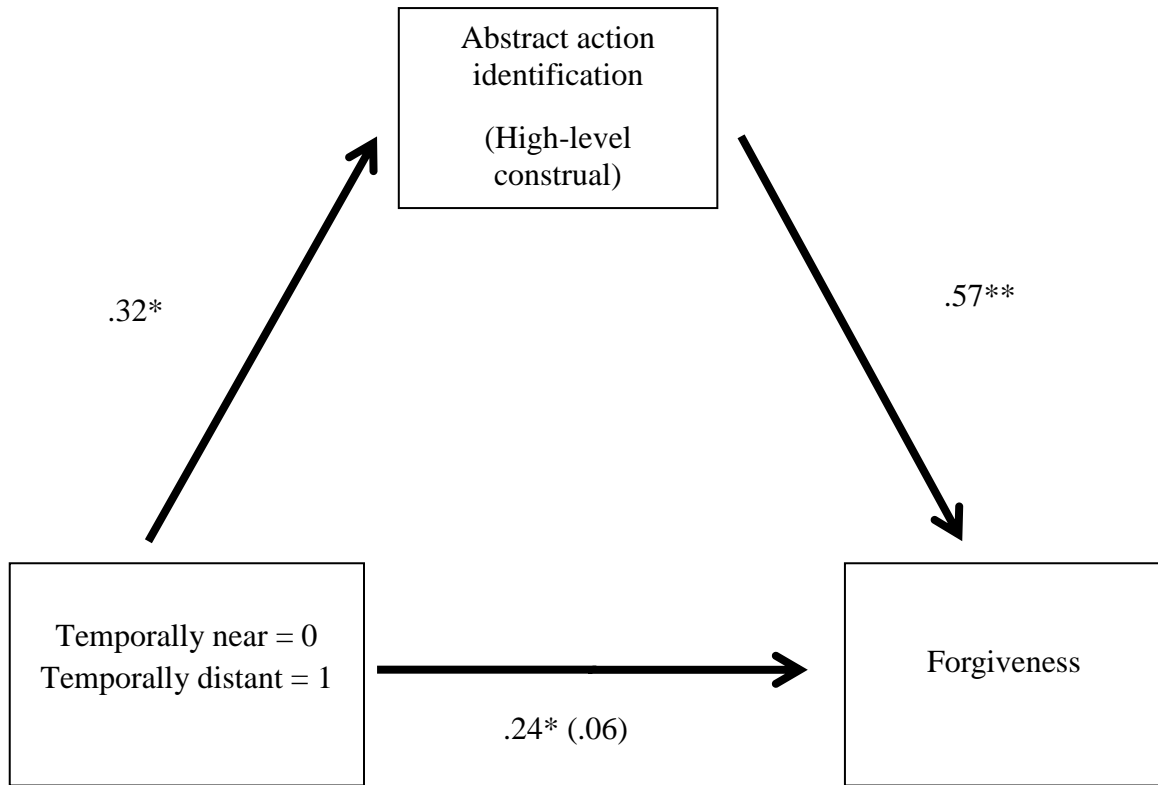 Abstract action
identification
(High-level
construal)
.32*
.57**
Temporally near = 0
Temporally distant = 1
Forgiveness
.24* (.06)